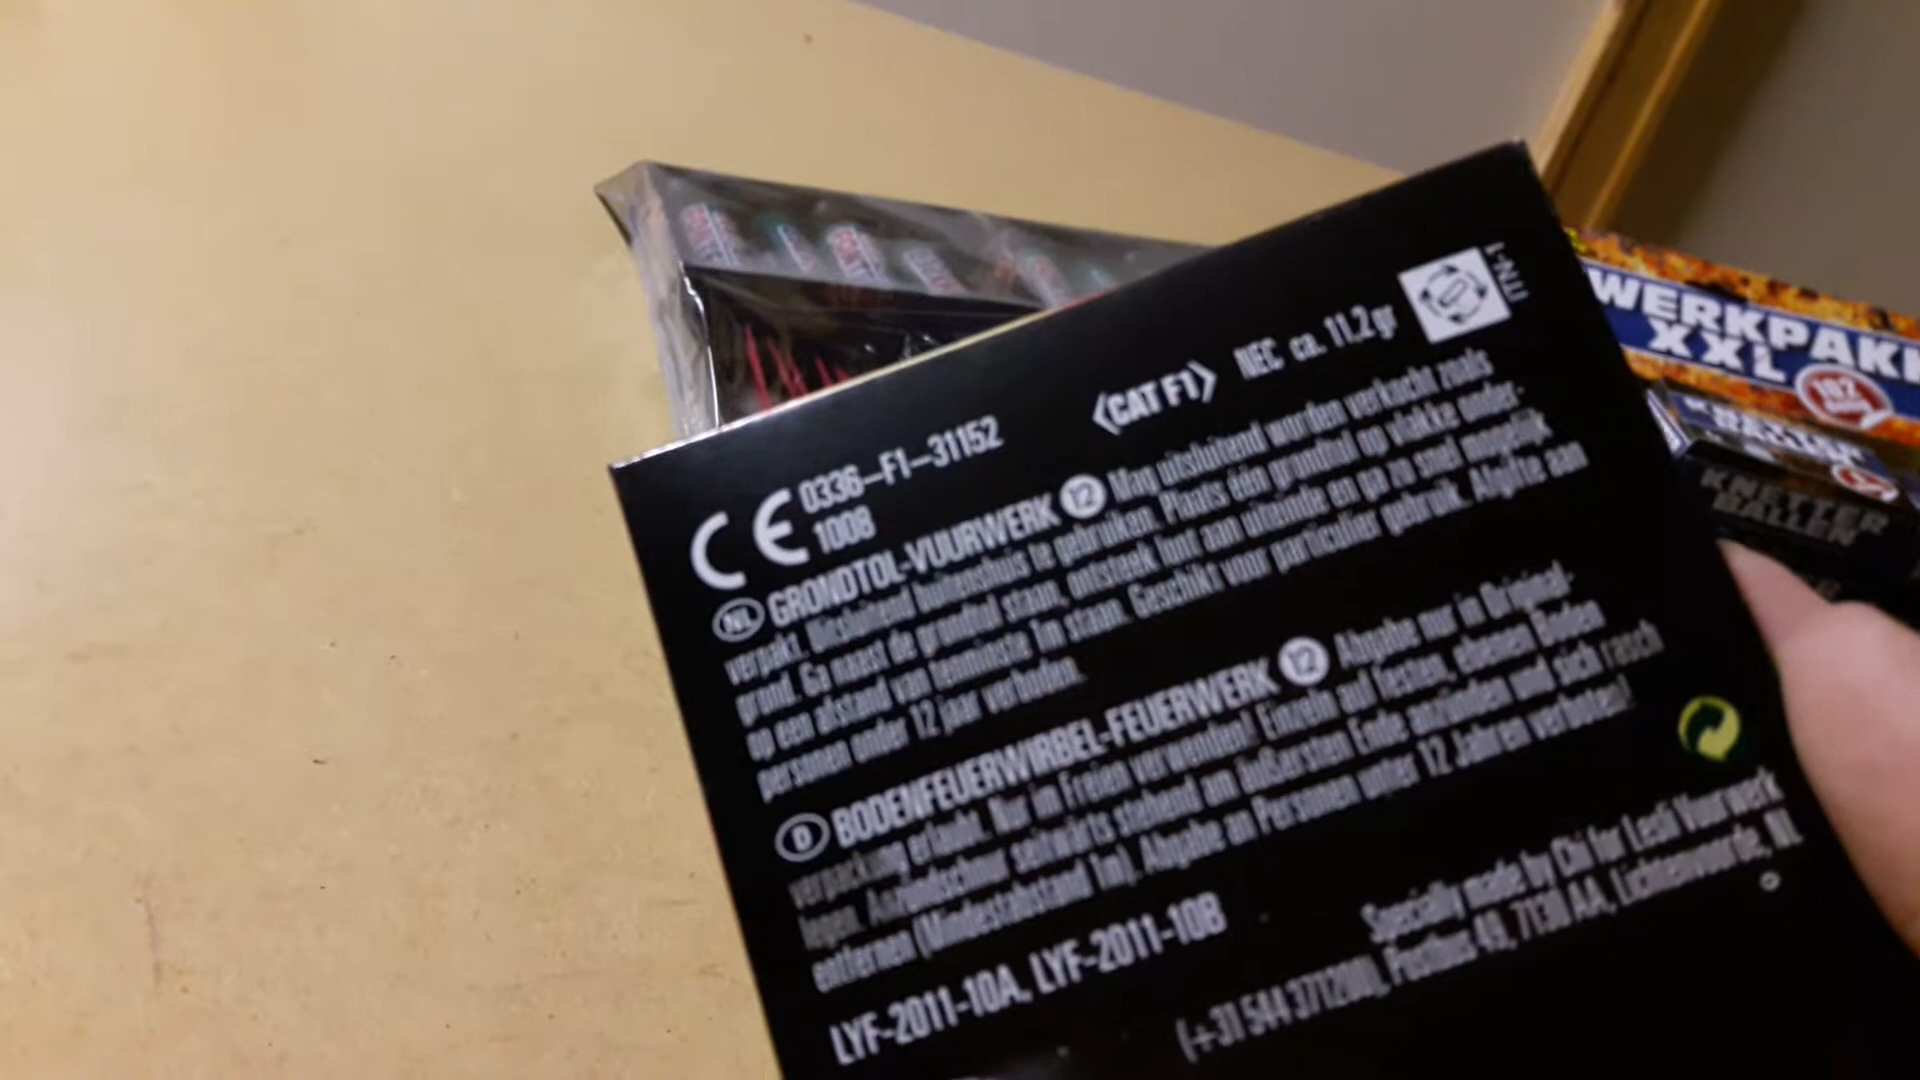 WERKPAKK
XXL
KNETTER
BALLEN
TTN-1
CE 0336-F1-31152
1008
<CAT F1> NEC ca. 11,2 gr
NL GRONDTOL-VUURWERK 12 Mag uitsluitend worden verkocht zoals
verpakt. Uitsluitend buitenshuis te gebruiken. Plaats één grondtol op vlakke onder-
grond. Ga naast de grondtol staan, ontsteek lont aan uiteinde en ga zo snel mogelijk
op een afstand van tenminste 1m staan. Geschikt voor particulier gebruik. Afgifte aan
personen onder 12 jaar verboden.
D BODENFEUERWIRBEL-FEUERWERK 12 Abgabe nur in Original-
verpackung erlaubt. Nur im Freien verwenden! Einzeln auf festen, ebenen Boden
legen. Anzündschnur seitwärts stehend am äußersten Ende anzünden und sich rasch
entfernen (Mindestabstand 1m). Abgabe an Personen unter 12 Jahren verboten!
LYF-2011-10A, LYF-2011-10B
Specially made by for Lesli Vuurwerk
Postbus 49, 7130 AA, Lichtenvoorde, NL